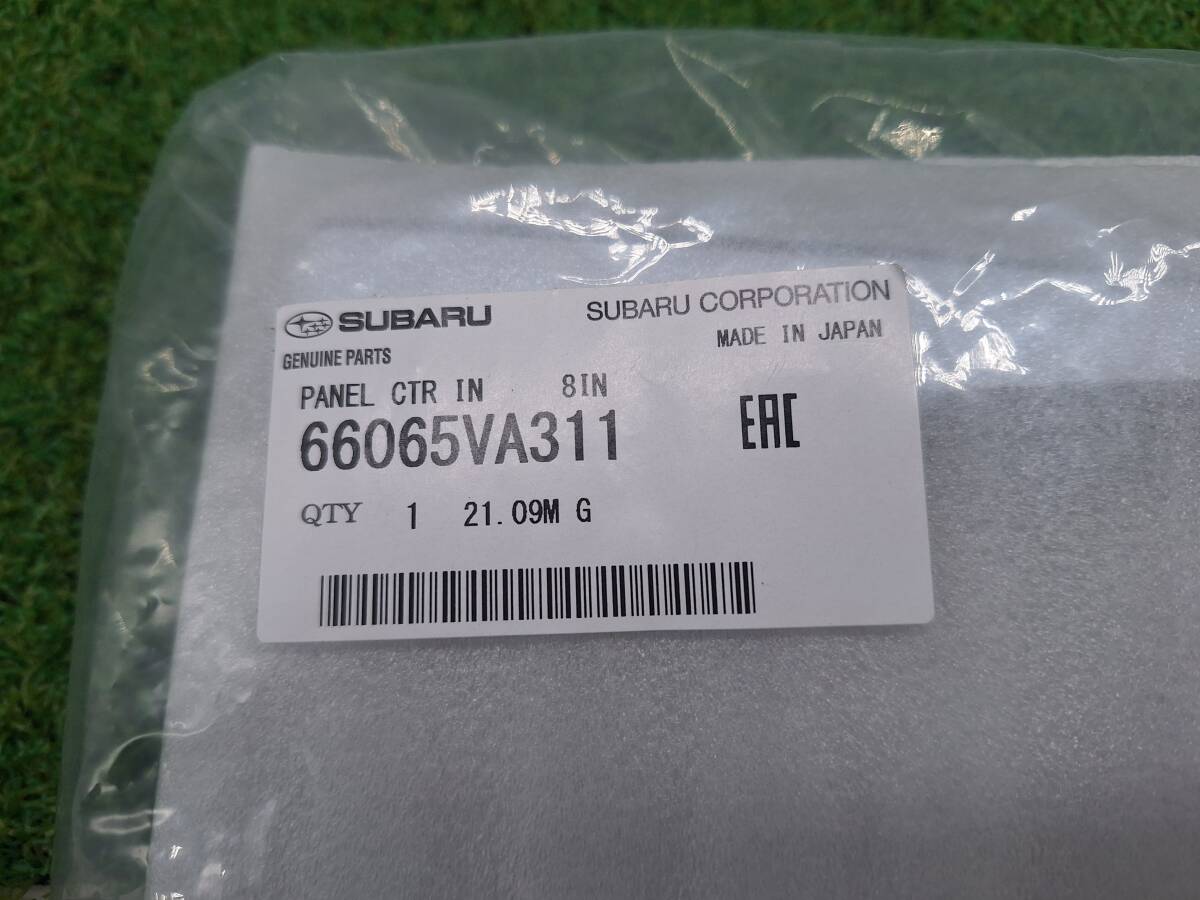 SUBARU SUBARU CORPORATION
GENUINE PARTS MADE IN JAPAN
PANEL CTR IN 8IN
66065VA311 EAC
QTY 1 21.09M G